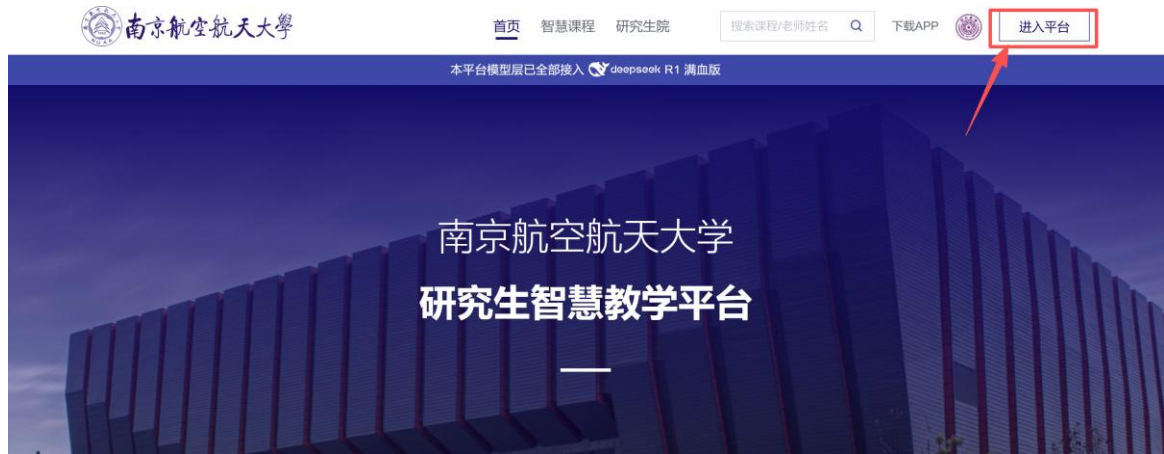 南京航空航天大學
首页 智慧课程 研究生院 搜索课程/老师姓名 下载APP 进入平台
本平台模型层已全部接入 deepseek R1 满血版
南京航空航天大学
研究生智慧教学平台